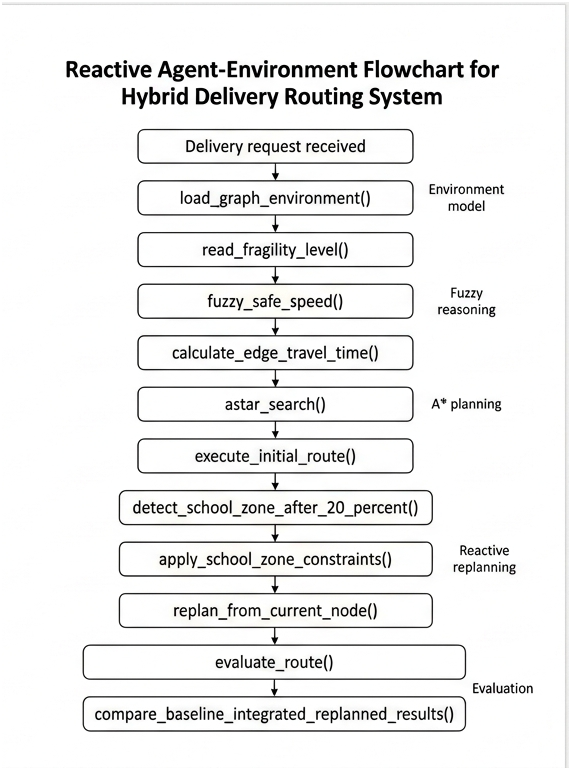 Reactive Agent-Environment Flowchart for
Hybrid Delivery Routing System
Delivery request received
load_graph_environment()
Environment
model
read_fragility_level()
fuzzy_safe_speed()
Fuzzy
reasoning
calculate_edge_travel_time()
astar_search()
A* planning
execute_initial_route()
detect_school_zone_after_20_percent()
apply_school_zone_constraints()
Reactive
replanning
replan_from_current_node()
evaluate_route()
Evaluation
compare_baseline_integrated_replanned_results()